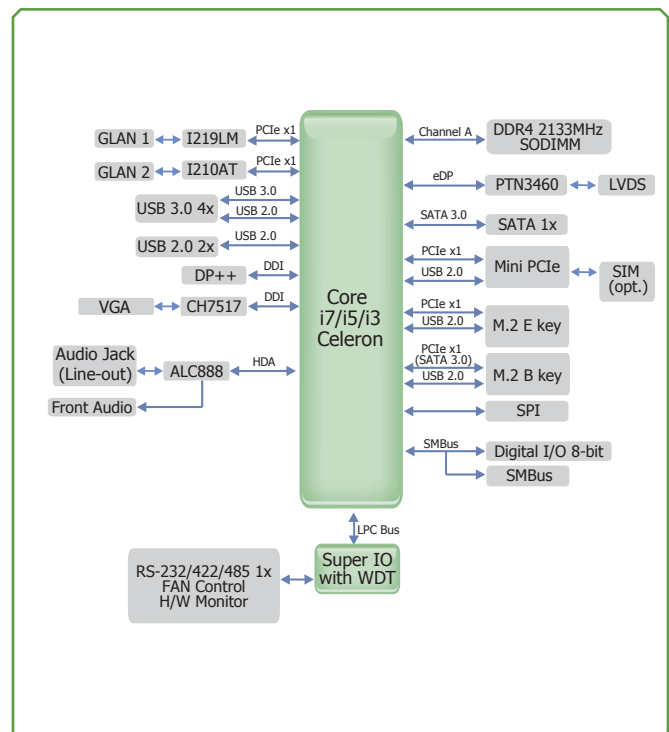 GLAN 1
I219LM
PCIe x1
GLAN 2
I210AT
PCIe x1
USB 3.0 4x
USB 3.0
USB 2.0
USB 2.0 2x
USB 2.0
DP++
DDI
VGA
CH7517
DDI
Audio Jack
(Line-out)
ALC888
HDA
Front Audio
Core
i7/i5/i3
Celeron
Channel A
DDR4 2133MHz
SODIMM
eDP
PTN3460
LVDS
SATA 3.0
SATA 1x
PCIe x1
USB 2.0
Mini PCIe
SIM
(opt.)
PCIe x1
USB 2.0
M.2 E key
PCIe x1
(SATA 3.0)
USB 2.0
M.2 B key
SPI
SMBus
Digital I/O 8-bit
SMBus
LPC Bus
Super IO
with WDT
RS-232/422/485 1x
FAN Control
H/W Monitor